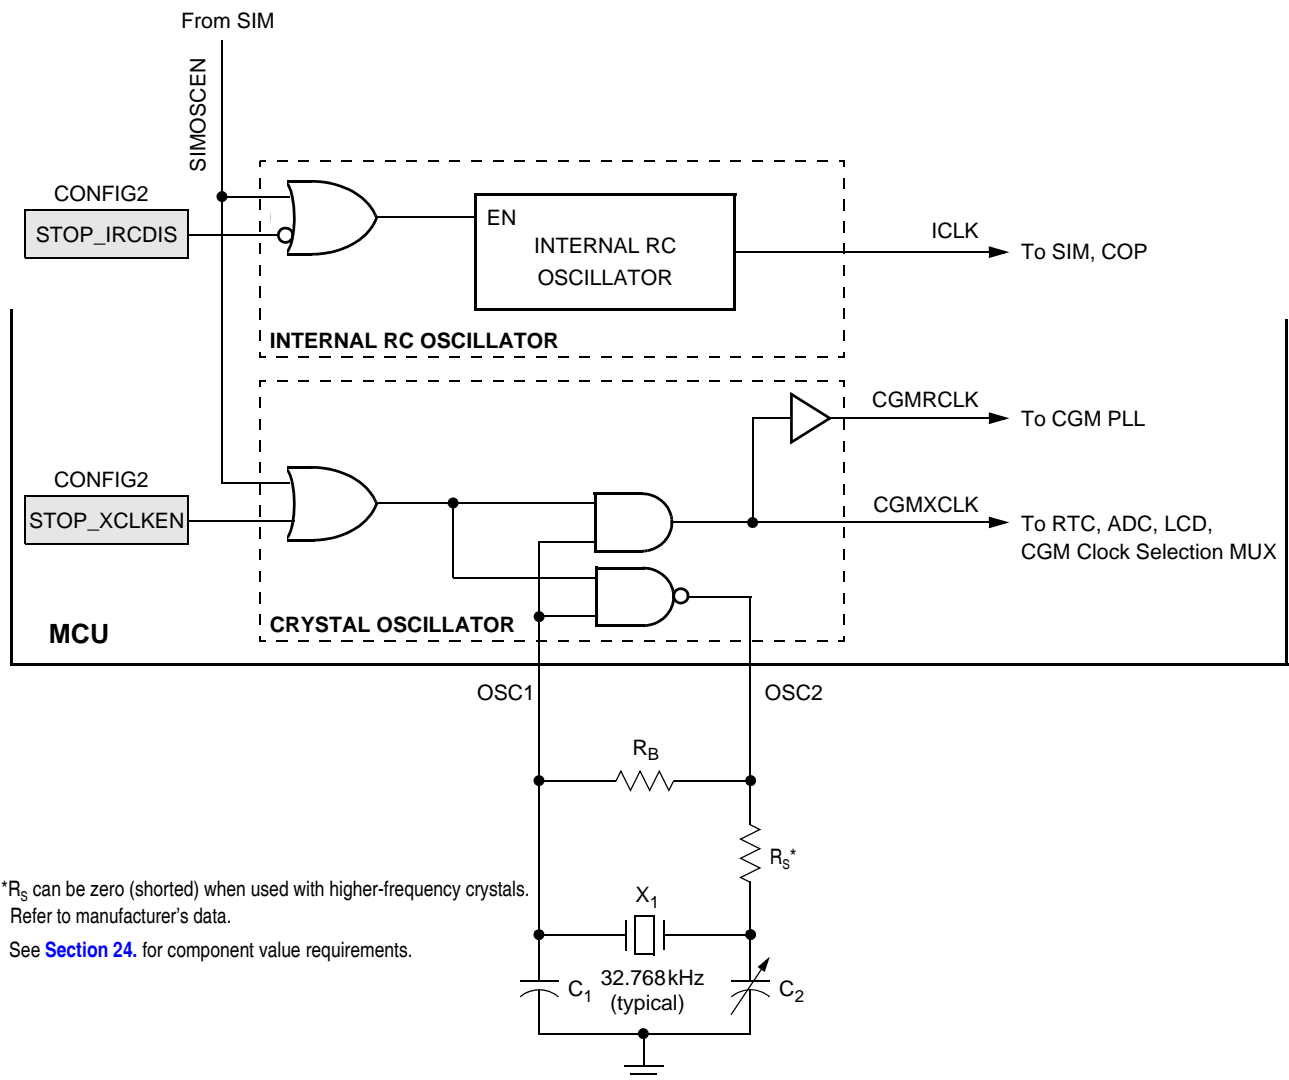 From SIM
SIMOSCEN
CONFIG2
STOP_IRCDIS
EN
INTERNAL RC
OSCILLATOR
ICLK
To SIM, COP
INTERNAL RC OSCILLATOR
CGMRCLK
To CGM PLL
CONFIG2
STOP_XCLKEN
CGMXCLK
To RTC, ADC, LCD,
CGM Clock Selection MUX
MCU
CRYSTAL OSCILLATOR
OSC1
OSC2
RB
RS*
*RS can be zero (shorted) when used with higher-frequency crystals.
Refer to manufacturer's data.
See Section 24. for component value requirements.
X1
32.768kHz
(typical)
C1
C2